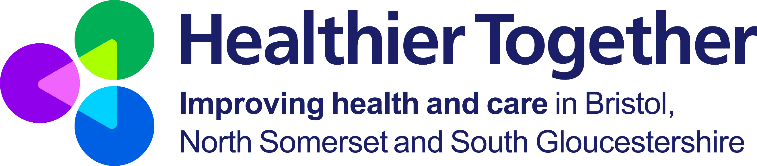 Healthier Together
Improving health and care in Bristol,
North Somerset and South Gloucestershire